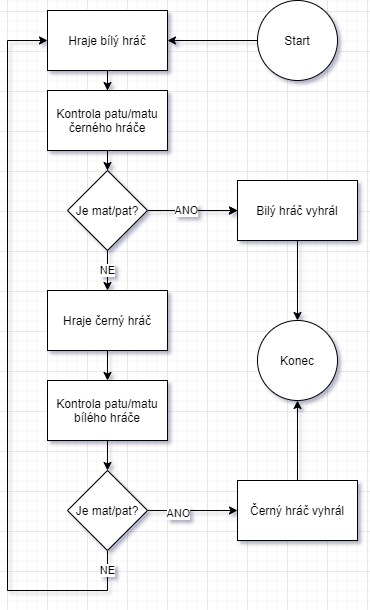 Hraje bílý hráč
Start
Kontrola patu/matu
černého hráče
Je mat/pat?
ANO
Bilý hráč vyhrál
NE
Hraje černý hráč
Konec
Kontrola patu/matu
bílého hráče
Je mat/pat?
ANO
Černý hráč vyhrál
NE